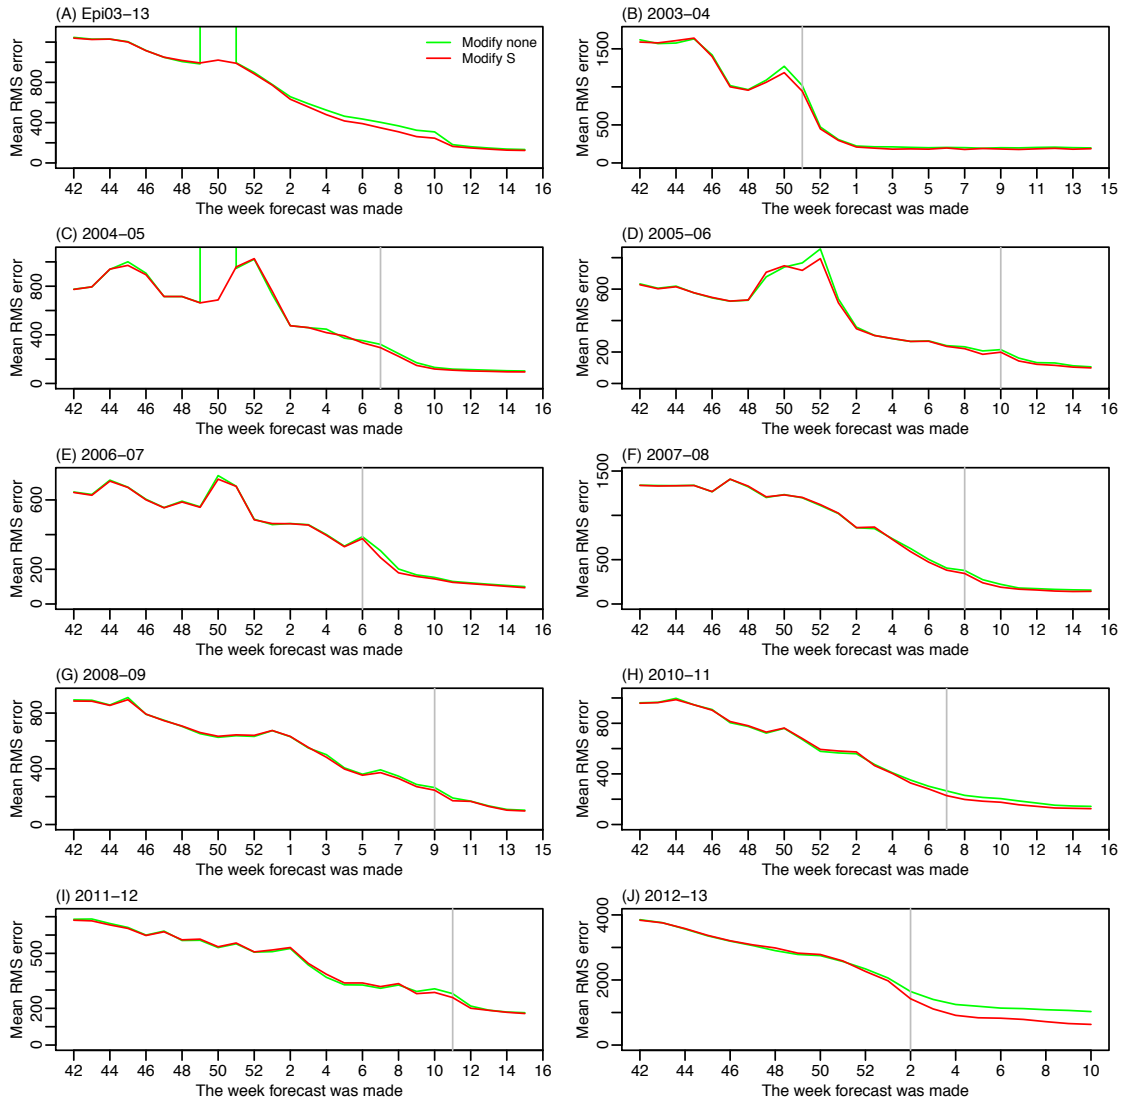 (A) Epi03−13
Mean RMS error
0 400 800
Modify none
Modify S
42 44 46 48 50 52 2 4 6 8 10 12 14 16
The week forecast was made
(B) 2003−04
Mean RMS error
0 500 1500
42 44 46 48 50 52 1 3 5 7 9 11 13 15
The week forecast was made
(C) 2004−05
Mean RMS error
0 400 800
42 44 46 48 50 52 2 4 6 8 10 12 14 16
The week forecast was made
(D) 2005−06
Mean RMS error
0 200 600
42 44 46 48 50 52 2 4 6 8 10 12 14 16
The week forecast was made
(E) 2006−07
Mean RMS error
0 200 600
42 44 46 48 50 52 2 4 6 8 10 12 14 16
The week forecast was made
(F) 2007−08
Mean RMS error
0 500 1500
42 44 46 48 50 52 2 4 6 8 10 12 14 16
The week forecast was made
(G) 2008−09
Mean RMS error
0 400 800
42 44 46 48 50 52 1 3 5 7 9 11 13 15
The week forecast was made
(H) 2010−11
Mean RMS error
0 400 800
42 44 46 48 50 52 2 4 6 8 10 12 14 16
The week forecast was made
(I) 2011−12
Mean RMS error
0 200 500
42 44 46 48 50 52 2 4 6 8 10 12 14 16
The week forecast was made
(J) 2012−13
Mean RMS error
0 2000 4000
42 44 46 48 50 52 2 4 6 8 10
The week forecast was made